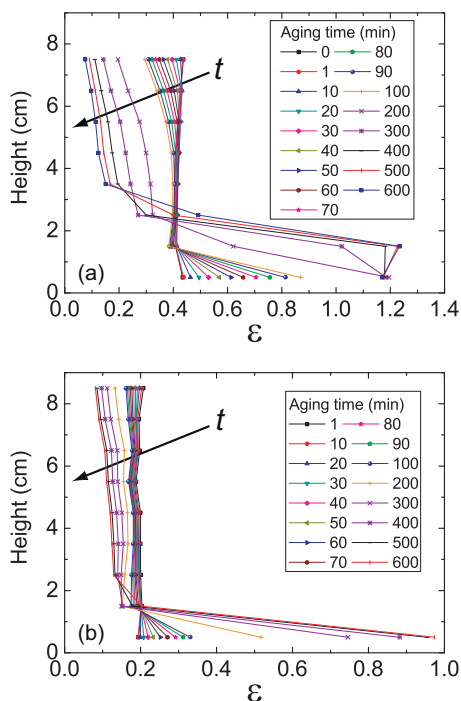 8
6
4
2
0
Height (cm)
t
(a)
Aging time (min)
0 80
1 90
10 100
20 200
30 300
40 400
50 500
60 600
70
0.0 0.2 0.4 0.6 0.8 1.0 1.2 1.4
ε
8
6
4
2
0
Height (cm)
t
(b)
Aging time (min)
1 80
10 90
20 100
30 200
40 300
50 400
60 500
70 600
0.0 0.2 0.4 0.6 0.8 1.0
ε